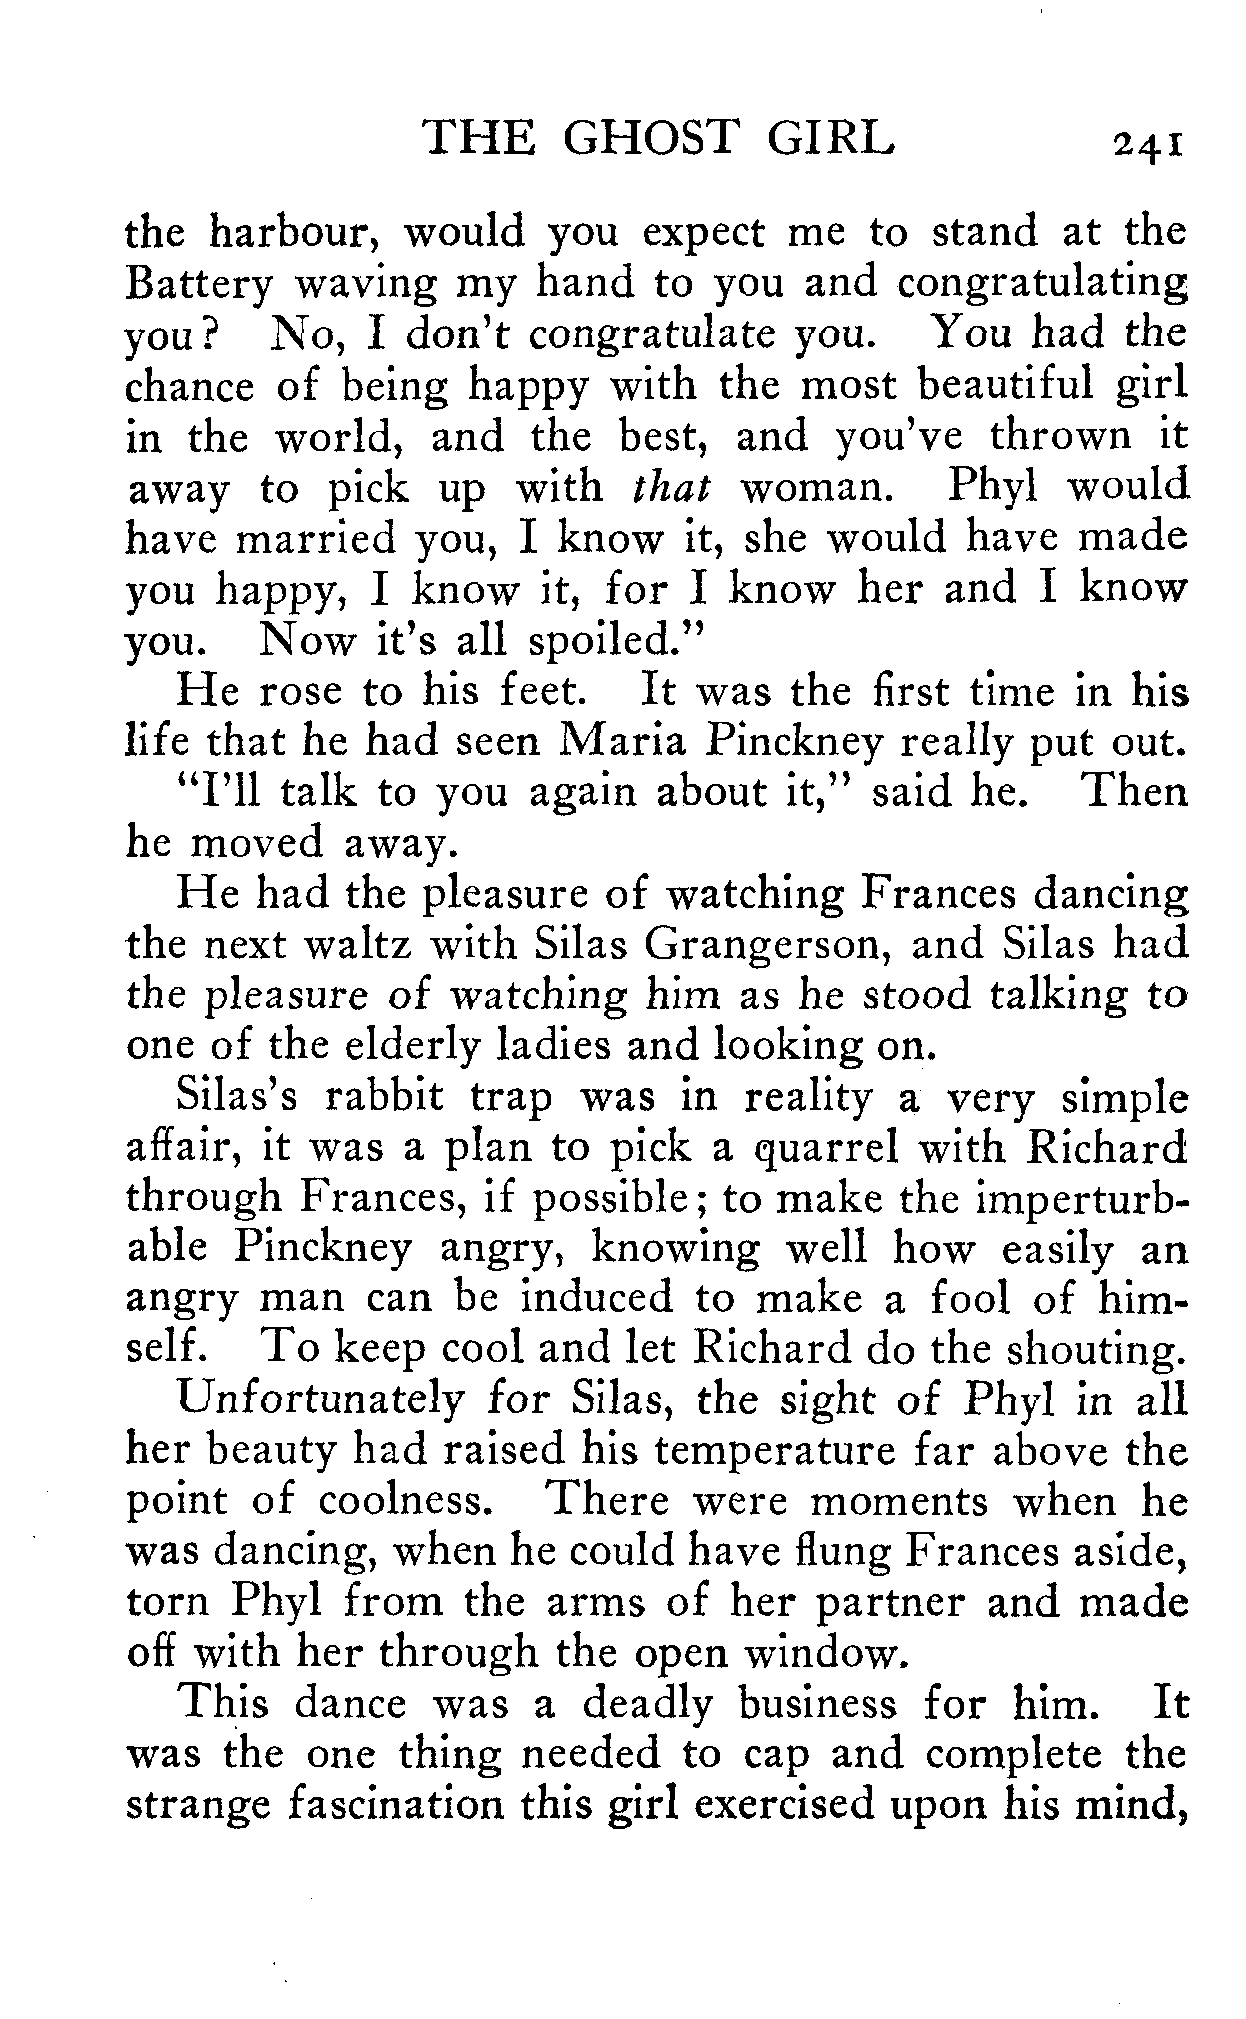 THE GHOST GIRL 241
the harbour, would you expect me to stand at the
Battery waving my hand to you and congratulating
you? No, I don't congratulate you. You had the
chance of being happy with the most beautiful girl
in the world, and the best, and you've thrown it
away to pick up with that woman. Phyl would
have married you, I know it, she would have made
you happy, I know it, for I know her and I know
you. Now it's all spoiled."
He rose to his feet. It was the first time in his
life that he had seen Maria Pinckney really put out.
"I'll talk to you again about it," said he. Then
he moved away.
He had the pleasure of watching Frances dancing
the next waltz with Silas Grangerson, and Silas had
the pleasure of watching him as he stood talking to
one of the elderly ladies and looking on.
Silas's rabbit trap was in reality a very simple
affair, it was a plan to pick a quarrel with Richard
through Frances, if possible; to make the imperturb-
able Pinckney angry, knowing well how easily an
angry man can be induced to make a fool of him-
self. To keep cool and let Richard do the shouting.
Unfortunately for Silas, the sight of Phyl in all
her beauty had raised his temperature far above the
point of coolness. There were moments when he
was dancing, when he could have flung Frances aside,
torn Phyl from the arms of her partner and made
off with her through the open window.
This dance was a deadly business for him. It
was the one thing needed to cap and complete the
strange fascination this girl exercised upon his mind,